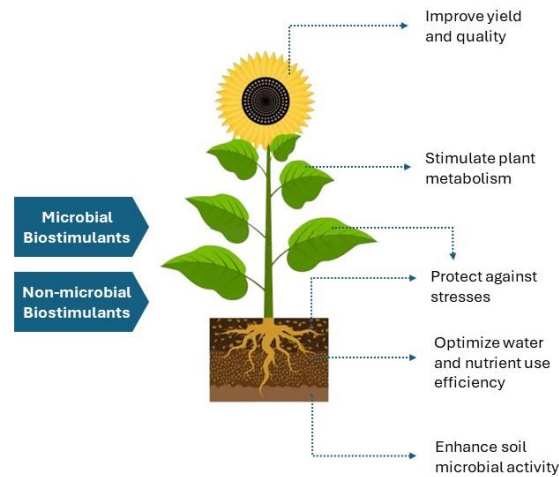 Improve yield
and quality
Stimulate plant
metabolism
Microbial
Biostimulants
Non-microbial
Biostimulants
Protect against
stresses
Optimize water
and nutrient use
efficiency
Enhance soil
microbial activity